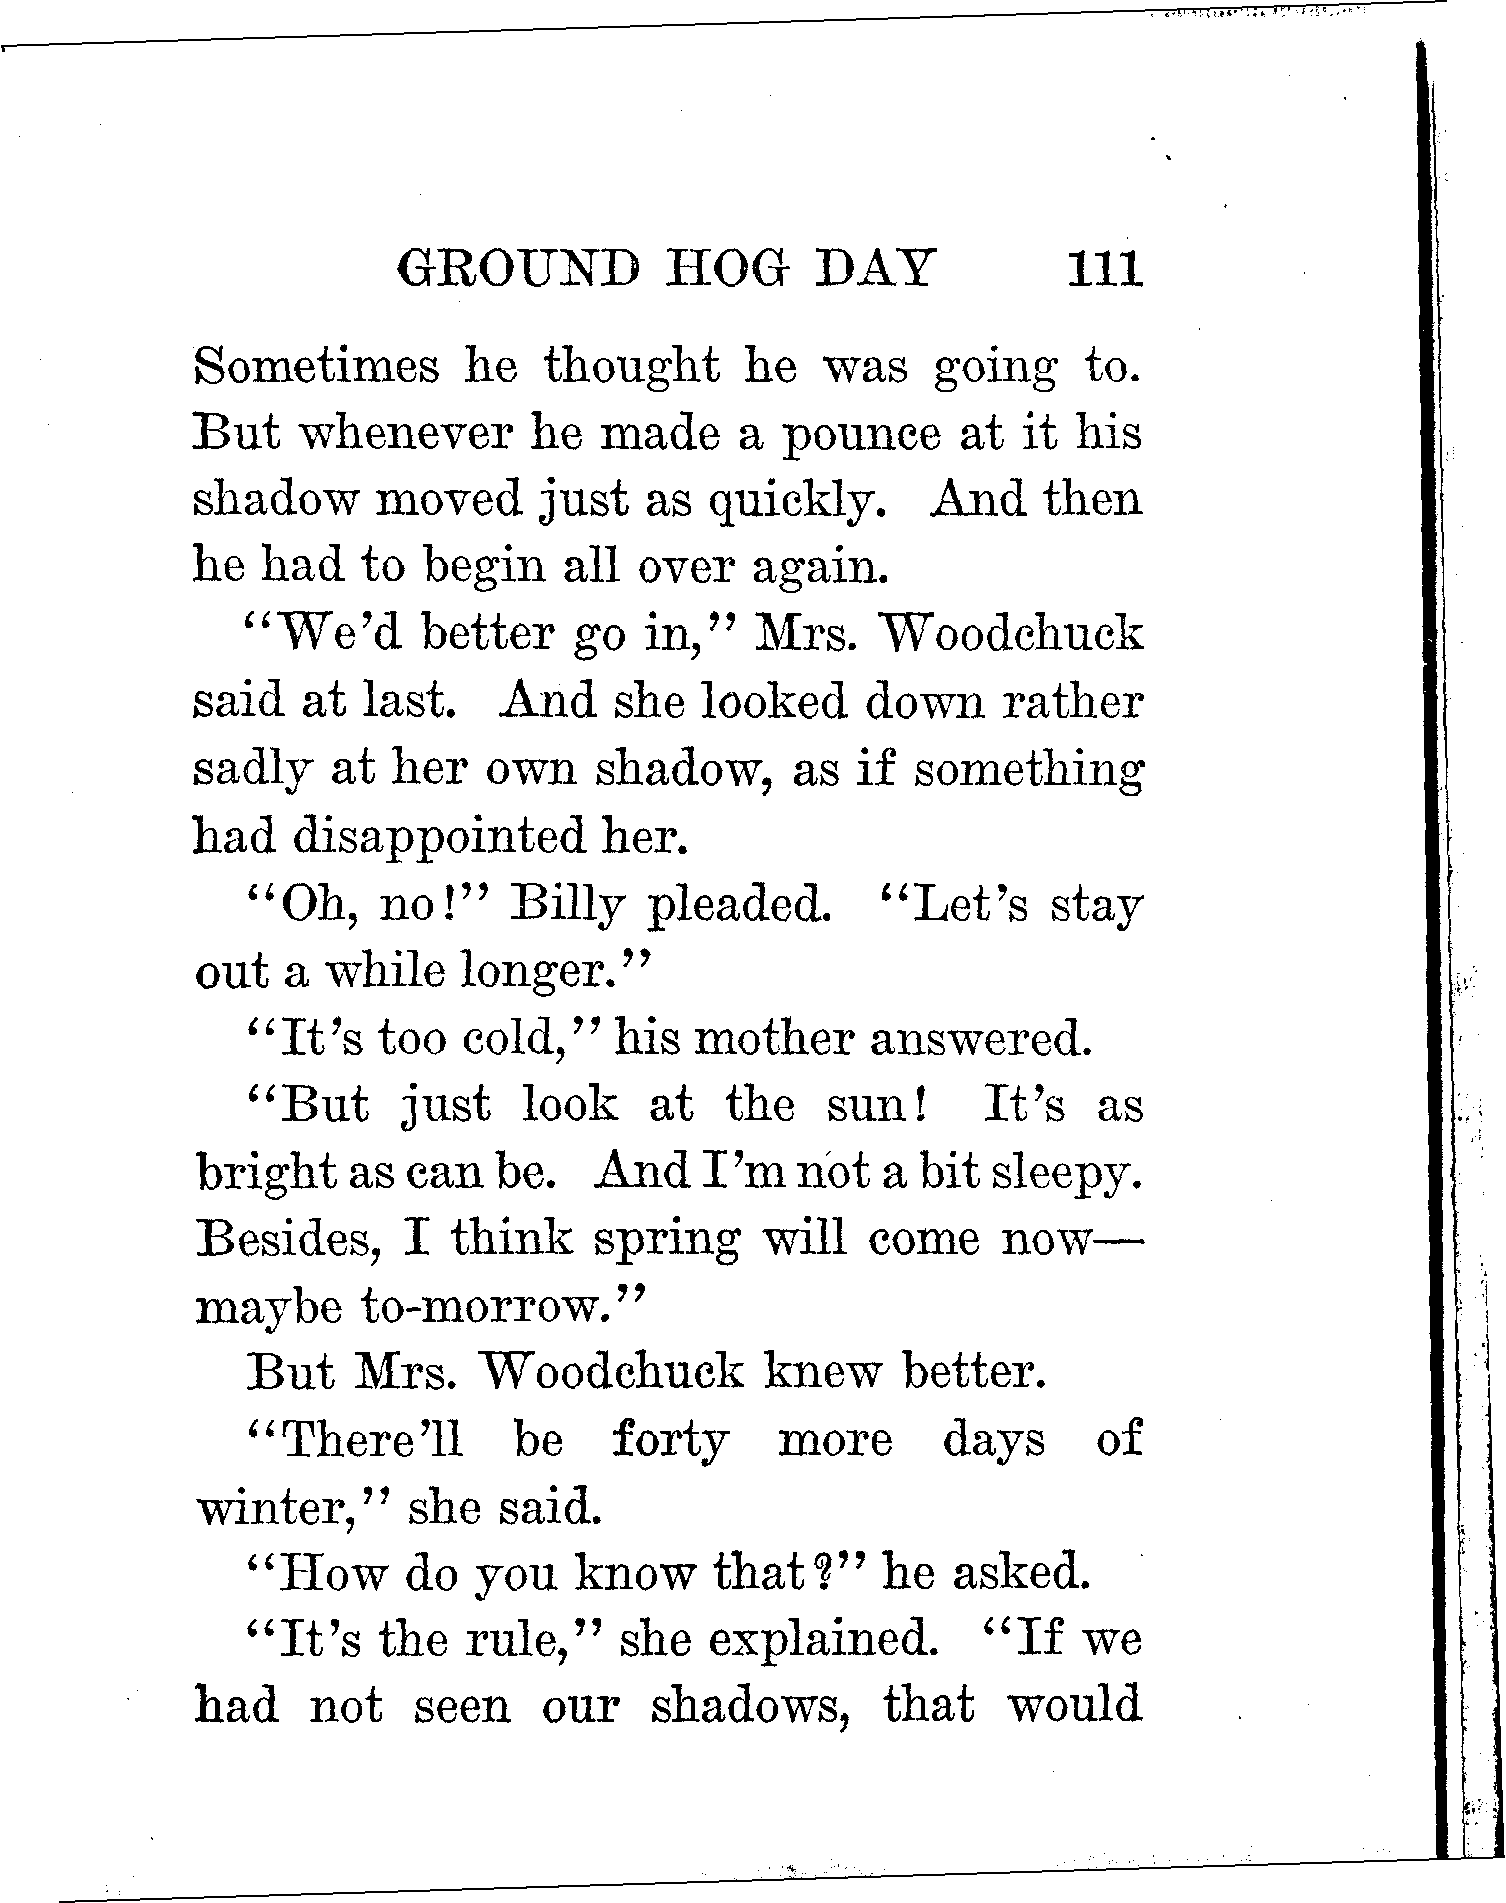 GROUND HOG DAY 111
Sometimes he thought he was going to.
But whenever he made a pounce at it his
shadow moved just as quickly. And then
he had to begin all over again.
“We’d better go in,” Mrs. Woodchuck
said at last. And she looked down rather
sadly at her own shadow, as if something
had disappointed her.
“Oh, no!” Billy pleaded. “Let’s stay
out a while longer.”
“It’s too cold,” his mother answered.
“But just look at the sun! It’s as
bright as can be. And I’m not a bit sleepy.
Besides, I think spring will come now—
maybe to-morrow.”
But Mrs. Woodchuck knew better.
“There’ll be forty more days of
winter,” she said.
“How do you know that?” he asked.
“It’s the rule,” she explained. “If we
had not seen our shadows, that would